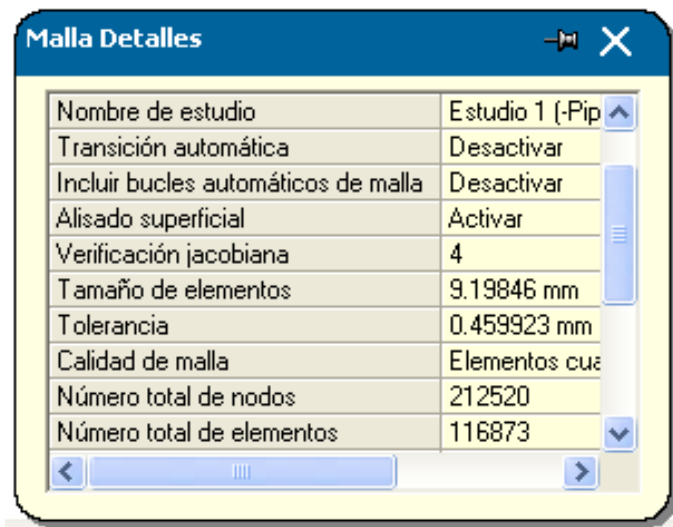 Malla Detalles
Nombre de estudio Estudio 1 (-Pip
Transición automática Desactivar
Incluir bucles automáticos de malla Desactivar
Alisado superficial Activar
Verificación jacobiana 4
Tamaño de elementos 9.19846 mm
Tolerancia 0.459923 mm
Calidad de malla Elementos cua
Número total de nodos 212520
Número total de elementos 116873